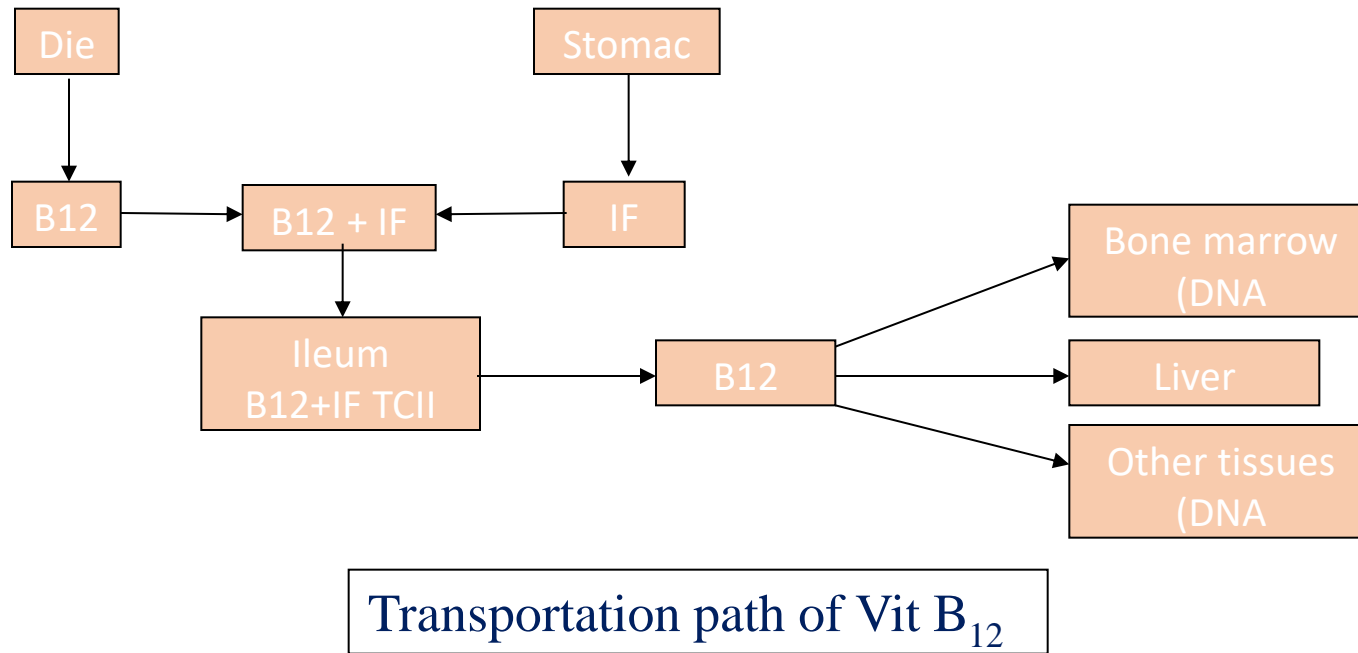 Die
Stomac
B12
B12 + IF
IF
Ileum
B12+IF TCII
B12
Bone marrow
(DNA
Liver
Other tissues
(DNA
Transportation path of Vit B₁₂